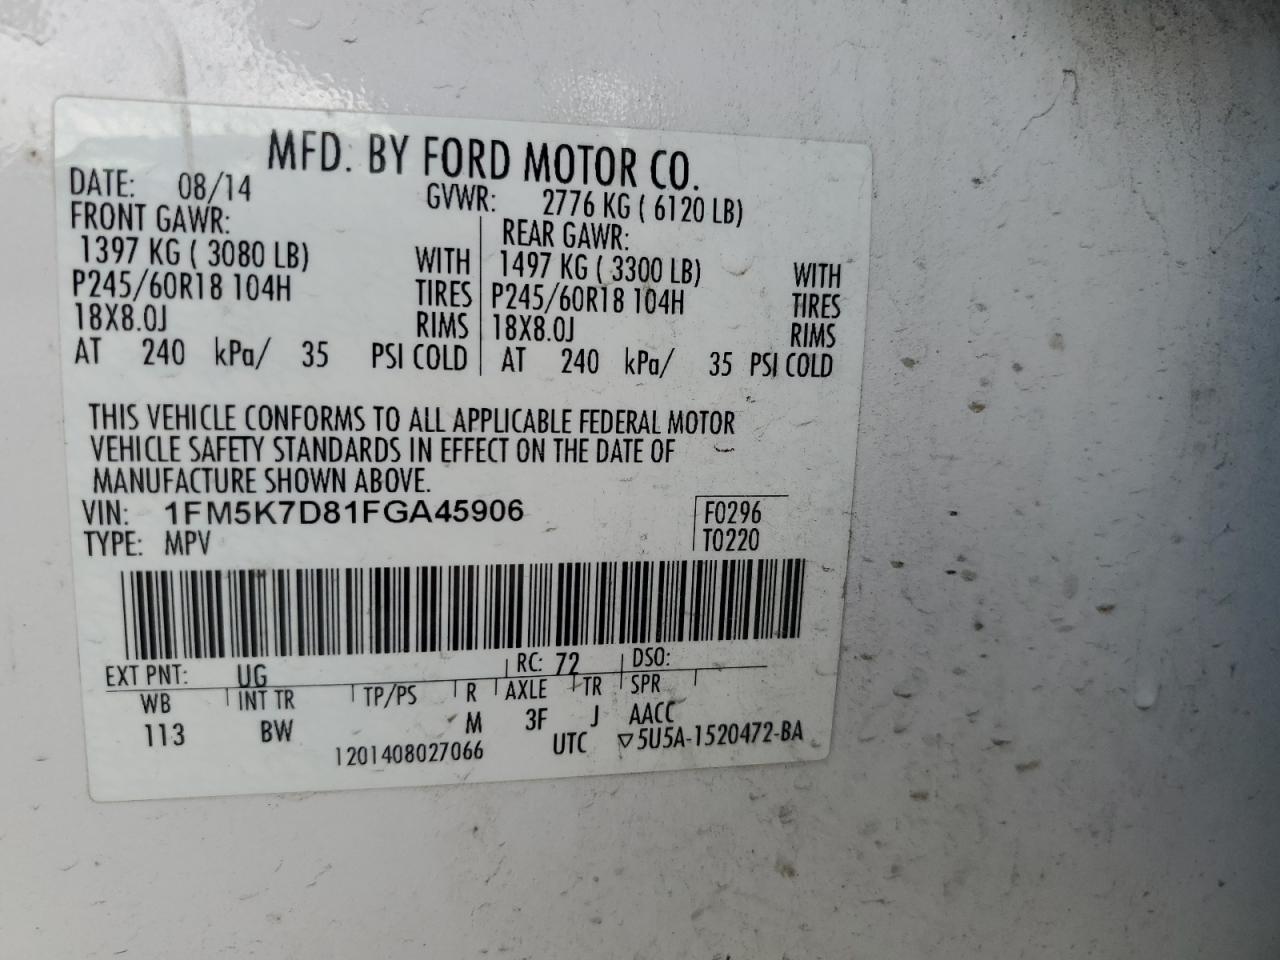 MFD. BY FORD MOTOR CO.
DATE: 08/14 GVWR: 2776 KG ( 6120 LB)
FRONT GAWR: REAR GAWR:
1397 KG ( 3080 LB) WITH 1497 KG ( 3300 LB) WITH
P245/60R18 104H TIRES P245/60R18 104H TIRES
18X8.0J RIMS 18X8.0J RIMS
AT 240 kPa/ 35 PSI COLD AT 240 kPa/ 35 PSI COLD
THIS VEHICLE CONFORMS TO ALL APPLICABLE FEDERAL MOTOR
VEHICLE SAFETY STANDARDS IN EFFECT ON THE DATE OF
MANUFACTURE SHOWN ABOVE.
VIN: 1FM5K7D81FGA45906 F0296
TYPE: MPV T0220
EXT PNT: UG RC: 72 DSO:
WB INT TR TP/PS R AXLE TR SPR
113 BW M 3F J AACC
1201408027066 UTC ▽5U5A-1520472-BA